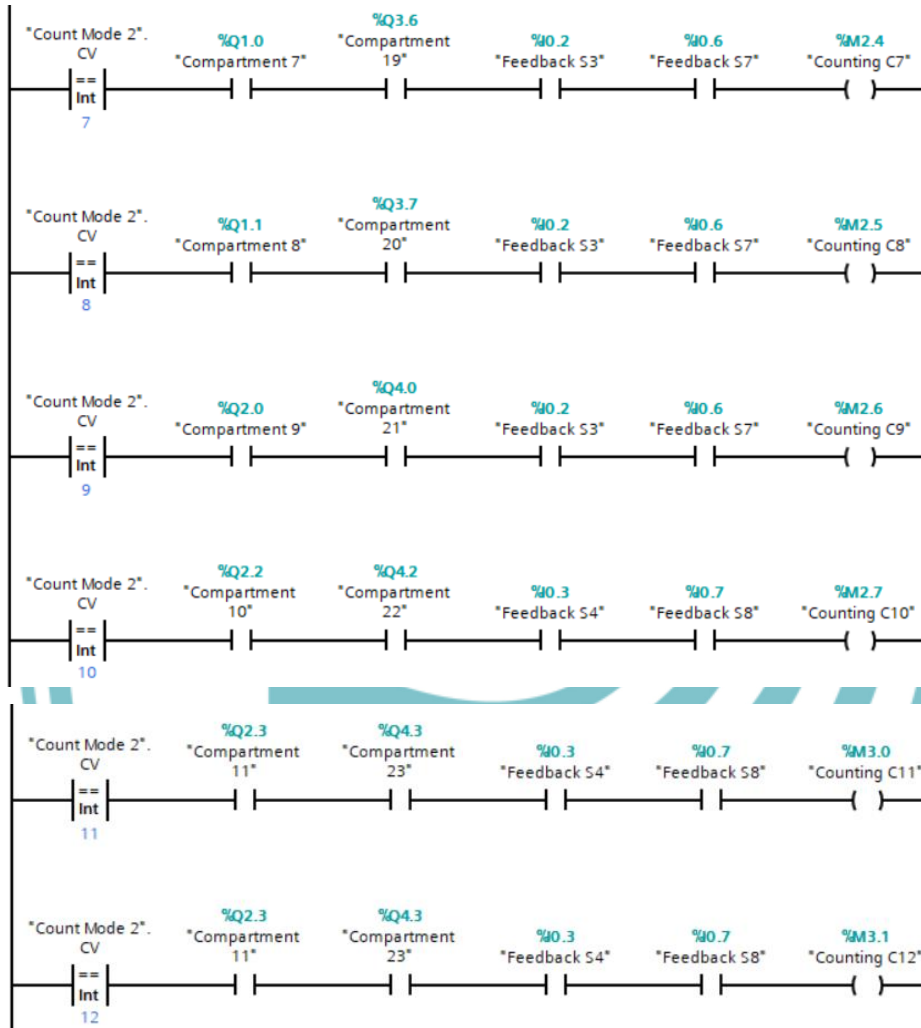 %Q3.6
"Count Mode 2". %Q1.0 "Compartment %I0.2 %I0.6 %M2.4
CV "Compartment 7" 19" "Feedback S3" "Feedback S7" "Counting C7"
==
Int
7
%Q3.7
"Count Mode 2". %Q1.1 "Compartment %I0.2 %I0.6 %M2.5
CV "Compartment 8" 20" "Feedback S3" "Feedback S7" "Counting C8"
==
Int
8
%Q4.0
"Count Mode 2". %Q2.0 "Compartment %I0.2 %I0.6 %M2.6
CV "Compartment 9" 21" "Feedback S3" "Feedback S7" "Counting C9"
==
Int
9
%Q2.2 %Q4.2
"Count Mode 2". "Compartment "Compartment %I0.3 %I0.7 %M2.7
CV 10" 22" "Feedback S4" "Feedback S8" "Counting C10"
==
Int
10
%Q2.3 %Q4.3
"Count Mode 2". "Compartment "Compartment %I0.3 %I0.7 %M3.0
CV 11" 23" "Feedback S4" "Feedback S8" "Counting C11"
==
Int
11
%Q2.3 %Q4.3
"Count Mode 2". "Compartment "Compartment %I0.3 %I0.7 %M3.1
CV 11" 23" "Feedback S4" "Feedback S8" "Counting C12"
==
Int
12